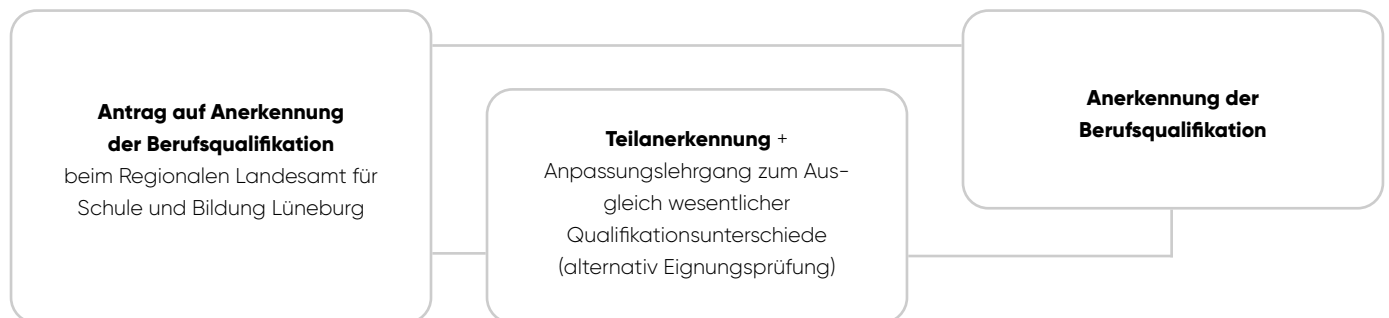 Antrag auf Anerkennung
der Berufsqualifikation
beim Regionalen Landesamt für
Schule und Bildung Lüneburg
Teilanerkennung +
Anpassungslehrgang zum Aus-
gleich wesentlicher
Qualifikationsunterschiede
(alternativ Eignungsprüfung)
Anerkennung der
Berufsqualifikation